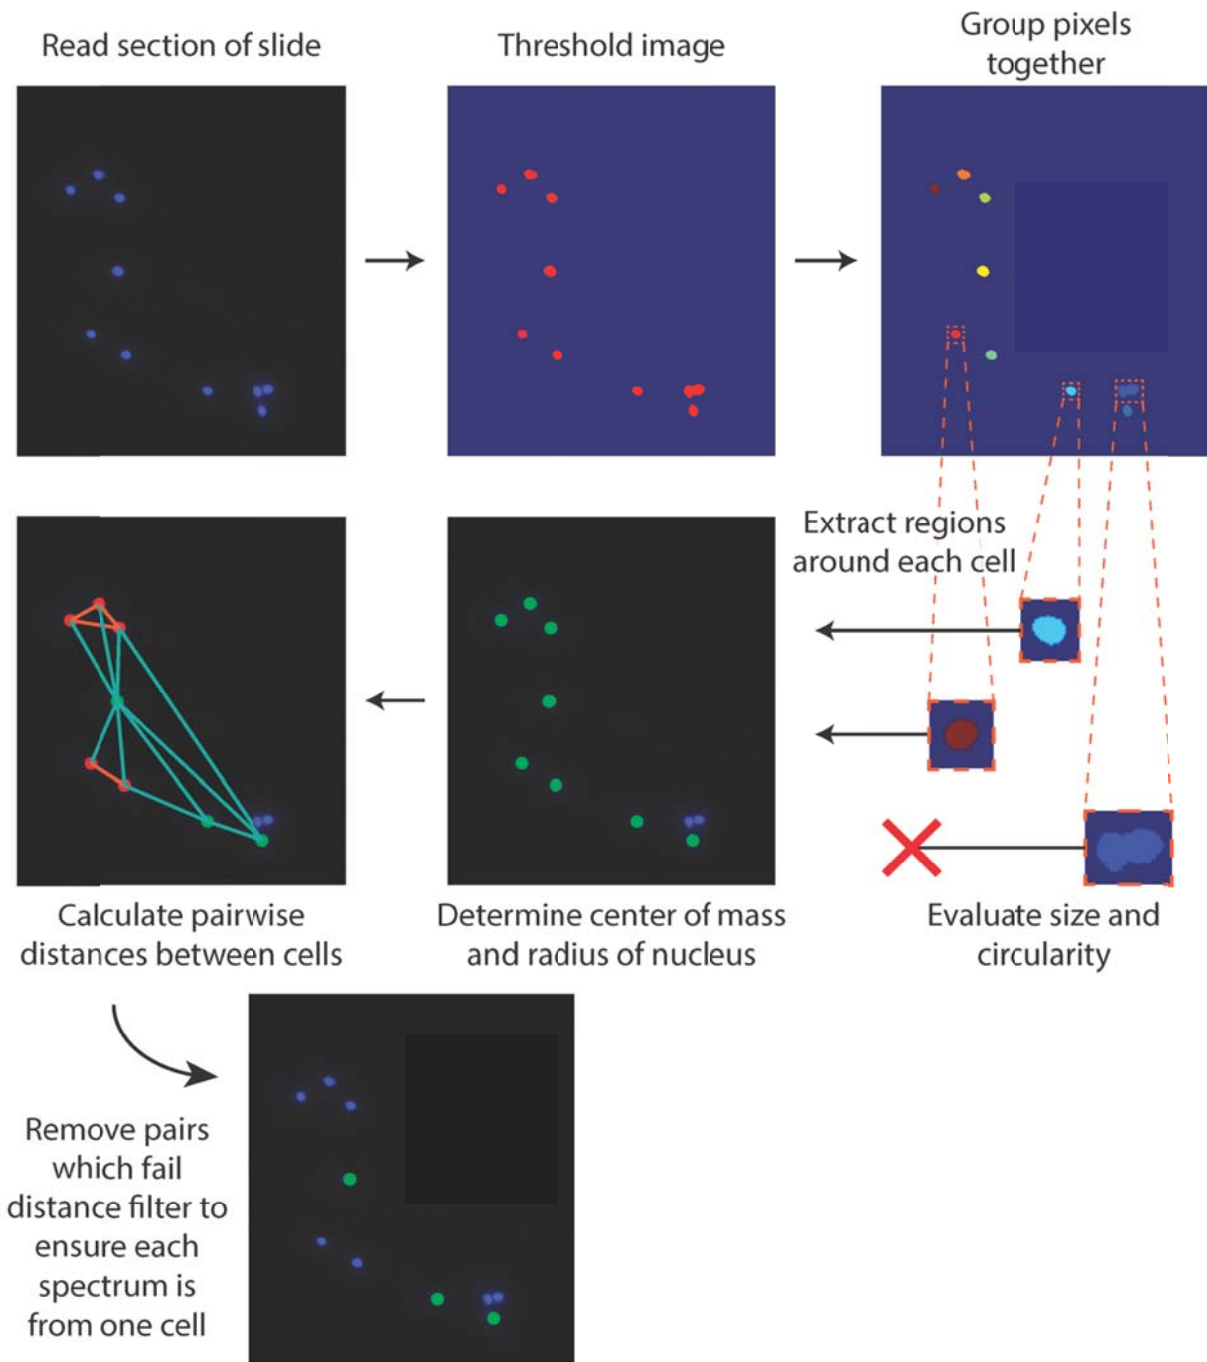 Read section of slide
Threshold image
Group pixels
together
Extract regions
around each cell
Calculate pairwise
distances between cells
Determine center of mass
and radius of nucleus
Evaluate size and
circularity
Remove pairs
which fail
distance filter to
ensure each
spectrum is
from one cell